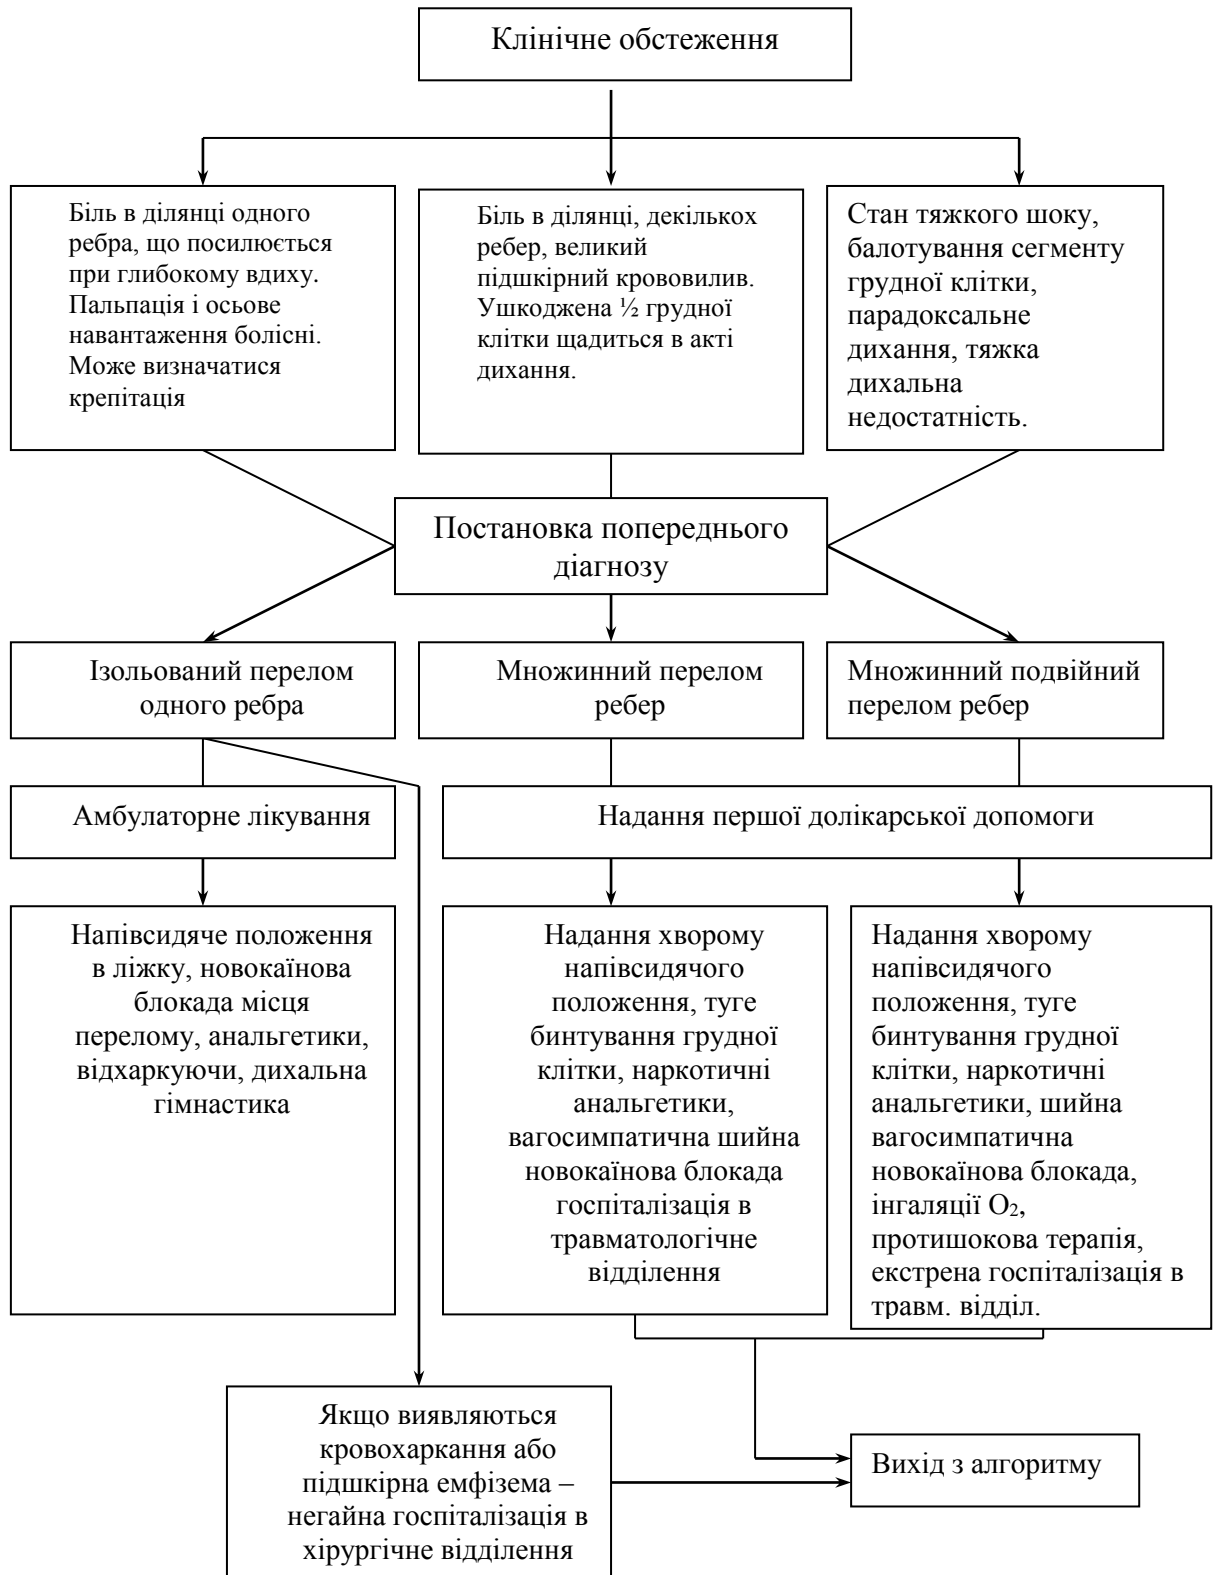 Клінічне обстеження
Біль в ділянці одного
ребра, що посилюється
при глибокому вдиху.
Пальпація і осьове
навантаження болісні.
Може визначатися
крепітація
Біль в ділянці, декількох
ребер, великий
підшкірний крововилив.
Ушкоджена ½ грудної
клітки щадиться в акті
дихання.
Стан тяжкого шоку,
балотування сегменту
грудної клітки,
парадоксальне
дихання, тяжка
дихальна
недостатність.
Постановка попереднього
діагнозу
Ізольований перелом
одного ребра
Множинний перелом
ребер
Множинний подвійний
перелом ребер
Амбулаторне лікування
Надання першої долікарської допомоги
Напівсидяче положення
в ліжку, новокаїнова
блокада місця
перелому, анальгетики,
відхаркуючи, дихальна
гімнастика
Надання хворому
напівсидячого
положення, туге
бинтування грудної
клітки, наркотичні
анальгетики,
вагосимпатична шийна
новокаїнова блокада
госпіталізація в
травматологічне
відділення
Надання хворому
напівсидячого
положення, туге
бинтування грудної
клітки, наркотичні
анальгетики, шийна
вагосимпатична
новокаїнова блокада,
інгаляції О₂,
протишокова терапія,
екстрена госпіталізація в
травм. відділ.
Якщо виявляються
кровохаркання або
підшкірна емфізема –
негайна госпіталізація в
хірургічне відділення
Вихід з алгоритму